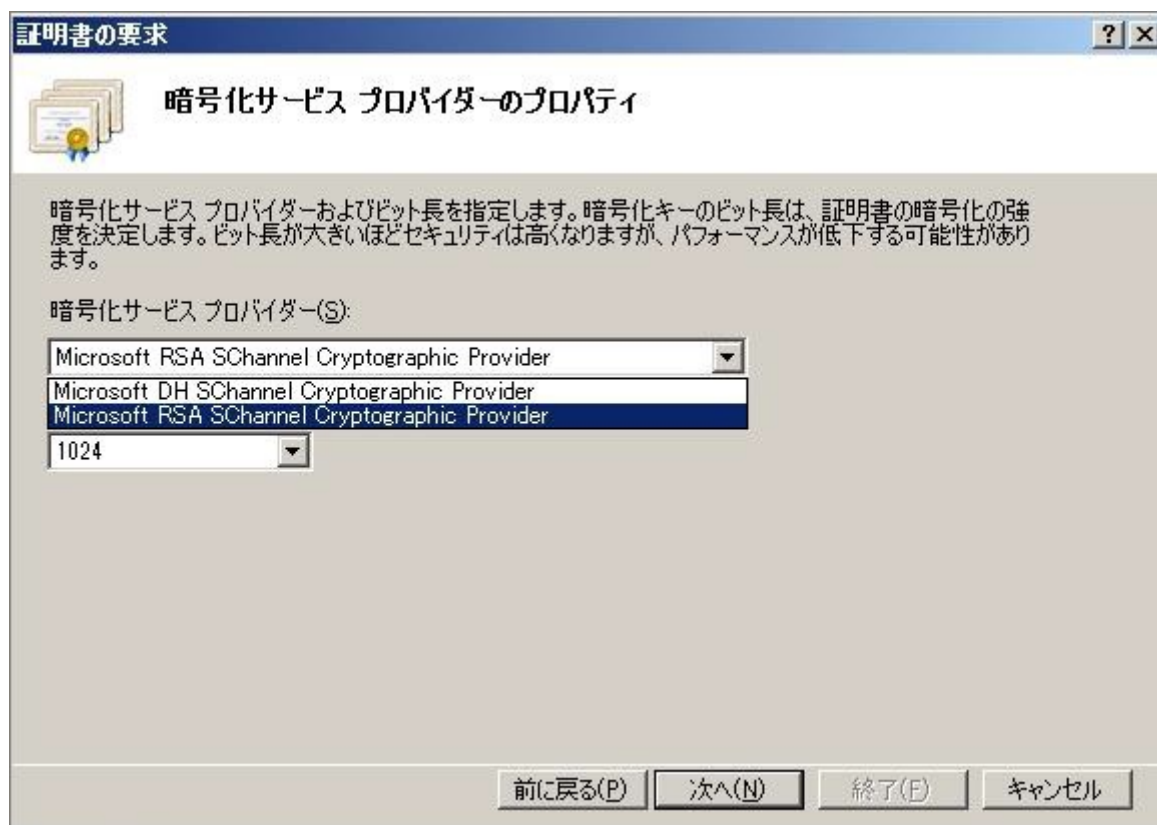 証明書の要求
暗号化サービス プロバイダーのプロパティ
暗号化サービス プロバイダーおよびビット長を指定します。暗号化キーのビット長は、証明書の暗号化の強
度を決定します。ビット長が大きいほどセキュリティは高くなりますが、パフォーマンスが低下する可能性があり
ます。
暗号化サービス プロバイダー(S):
Microsoft RSA SChannel Cryptographic Provider
Microsoft DH SChannel Cryptographic Provider
Microsoft RSA SChannel Cryptographic Provider
1024
前に戻る(P) 次へ(N) 終了(F) キャンセル